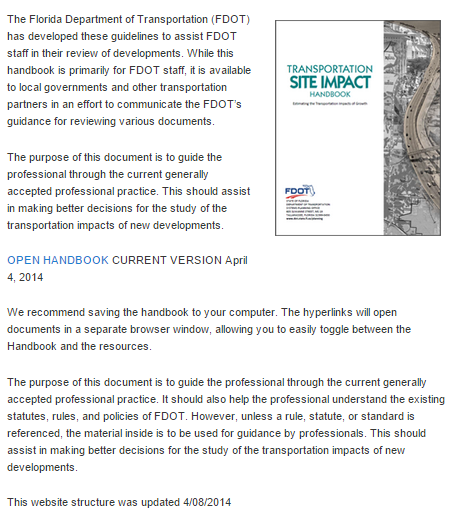 The Florida Department of Transportation (FDOT)
has developed these guidelines to assist FDOT
staff in their review of developments. While this
handbook is primarily for FDOT staff, it is available
to local governments and other transportation
partners in an effort to communicate the FDOT's
guidance for reviewing various documents.
The purpose of this document is to guide the
professional through the current generally
accepted professional practice. This should assist
in making better decisions for the study of the
transportation impacts of new developments.
TRANSPORTATION
SITE IMPACT
HANDBOOK
Estimating the Transportation Impacts of Growth
FDOT
STATE OF FLORIDA
DEPARTMENT OF TRANSPORTATION
SYSTEMS PLANNING OFFICE
OPEN HANDBOOK CURRENT VERSION April
4, 2014
We recommend saving the handbook to your computer. The hyperlinks will open
documents in a separate browser window, allowing you to easily toggle between the
Handbook and the resources.
The purpose of this document is to guide the professional through the current generally
accepted professional practice. It should also help the professional understand the existing
statutes, rules, and policies of FDOT. However, unless a rule, statute, or standard is
referenced, the material inside is to be used for guidance by professionals. This should
assist in making better decisions for the study of the transportation impacts of new
developments.
This website structure was updated 4/08/2014